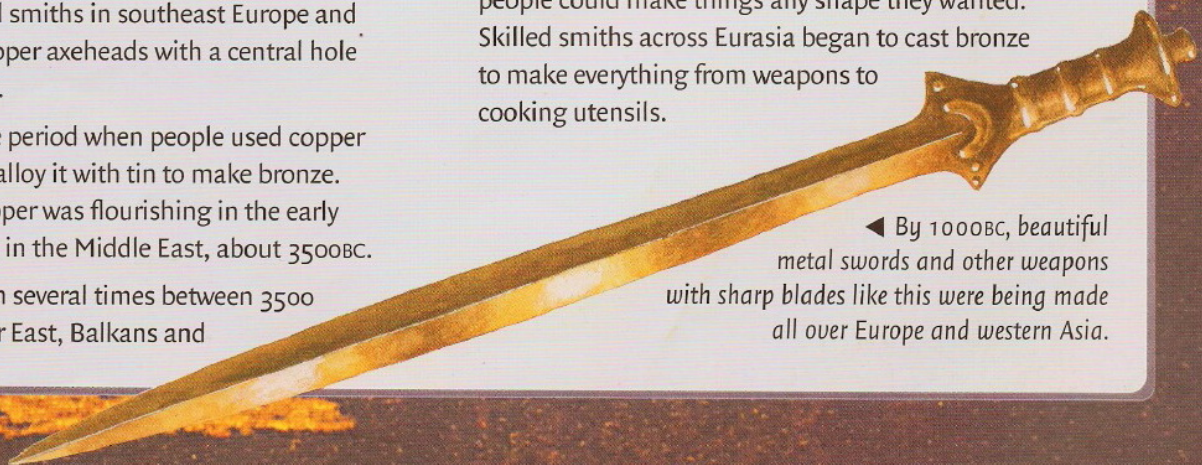 smiths in southeast Europe and
pper axeheads with a central hole
.
period when people used copper
alloy it with tin to make bronze.
pper was flourishing in the early
in the Middle East, about 3500BC.
several times between 3500
East, Balkans and
people could make things any shape they wanted.
Skilled smiths across Eurasia began to cast bronze
to make everything from weapons to
cooking utensils.
◀ By 1000BC, beautiful
metal swords and other weapons
with sharp blades like this were being made
all over Europe and western Asia.